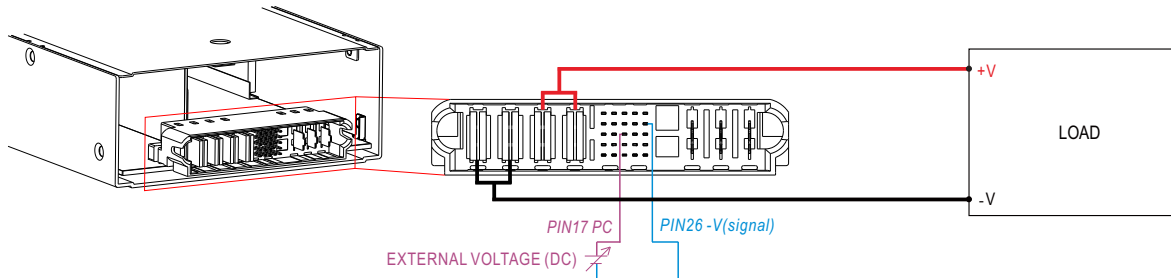 +V
LOAD
-V
PIN17 PC
PIN26 -V(signal)
EXTERNAL VOLTAGE (DC)